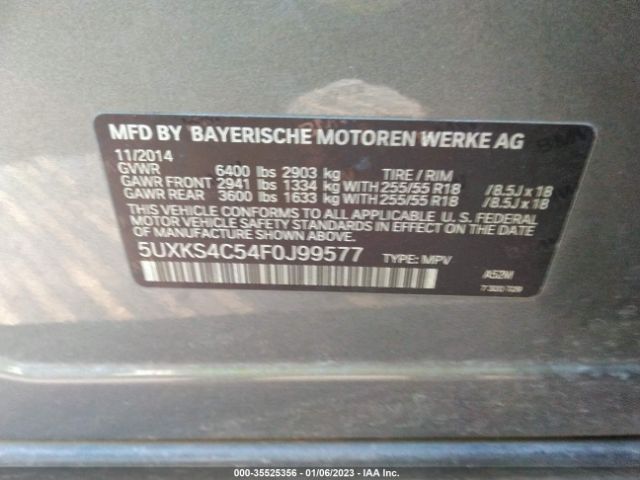 MFD BY BAYERISCHE MOTOREN WERKE AG
11/2014
GVWR 6400 lbs 2903 kg TIRE / RIM
GAWR FRONT 2941 lbs 1334 kg WITH 255/55 R18 /8.5J x 18
GAWR REAR 3600 lbs 1633 kg WITH 255/55 R18 /8.5J x 18
THIS VEHICLE CONFORMS TO ALL APPLICABLE U. S. FEDERAL
MOTOR VEHICLE SAFETY STANDARDS IN EFFECT ON THE DATE
OF MANUFACTURE SHOWN ABOVE.
5UXKS4C54F0J99577 TYPE: MPV
000-35525356 - 01/06/2023 - IAA Inc.